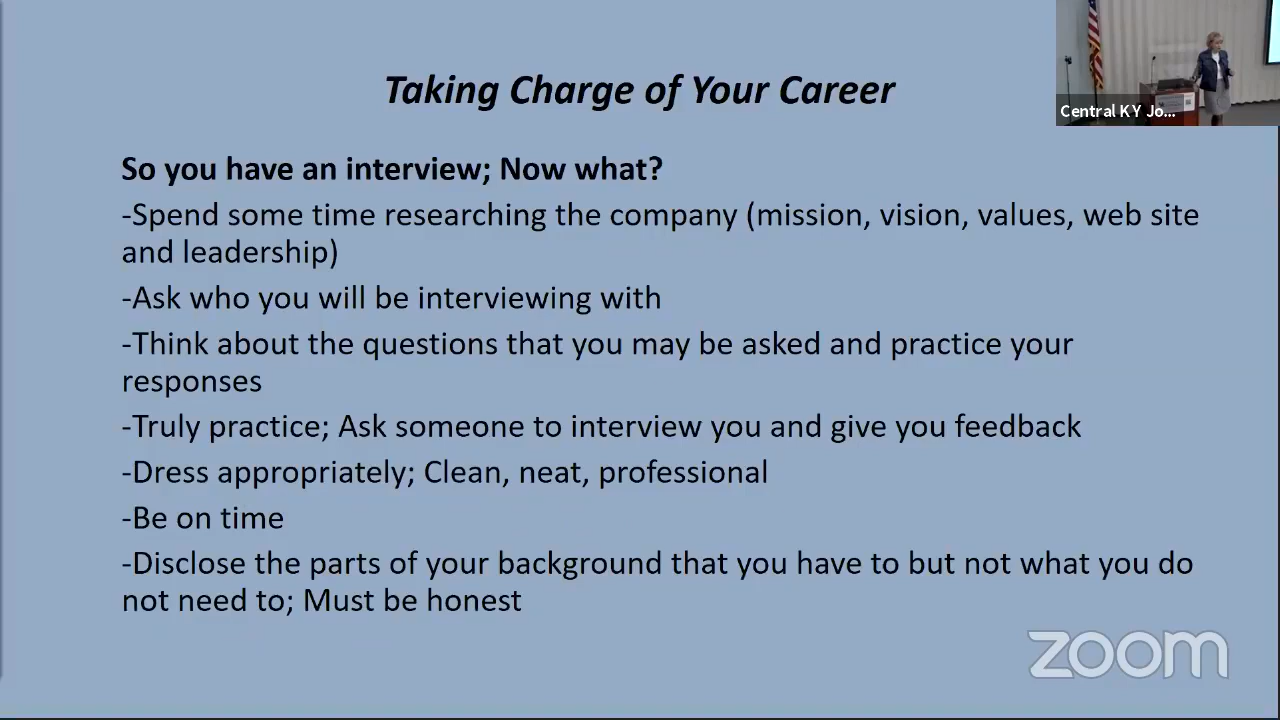 Taking Charge of Your Career
Central KY Jo...
So you have an interview; Now what?
-Spend some time researching the company (mission, vision, values, web site
and leadership)
-Ask who you will be interviewing with
-Think about the questions that you may be asked and practice your
responses
-Truly practice; Ask someone to interview you and give you feedback
-Dress appropriately; Clean, neat, professional
-Be on time
-Disclose the parts of your background that you have to but not what you do
not need to; Must be honest
zoom